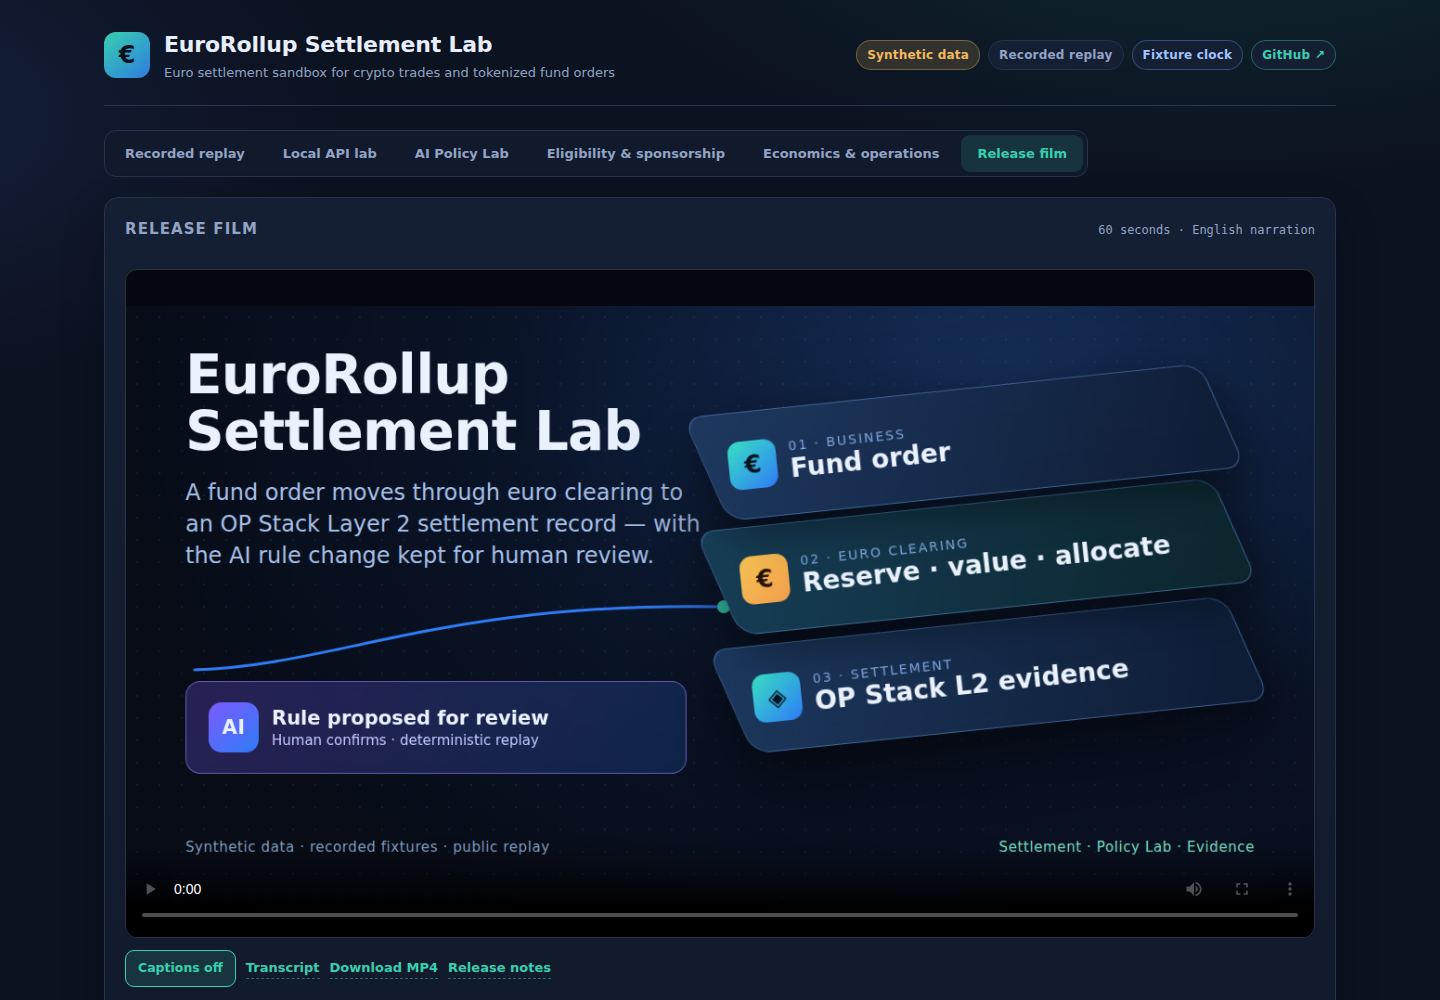 €
EuroRollup Settlement Lab
Euro settlement sandbox for crypto trades and tokenized fund orders
Synthetic data
Recorded replay
Fixture clock
GitHub ↗
Recorded replay
Local API lab
AI Policy Lab
Eligibility & sponsorship
Economics & operations
Release film
RELEASE FILM
60 seconds · English narration
EuroRollup
Settlement Lab
A fund order moves through euro clearing to
an OP Stack Layer 2 settlement record — with
the AI rule change kept for human review.
€
01 · BUSINESS
Fund order
€
02 · EURO CLEARING
Reserve · value · allocate
03 · SETTLEMENT
OP Stack L2 evidence
AI
Rule proposed for review
Human confirms · deterministic replay
Synthetic data · recorded fixtures · public replay
Settlement · Policy Lab · Evidence
0:00
Captions off
Transcript
Download MP4
Release notes